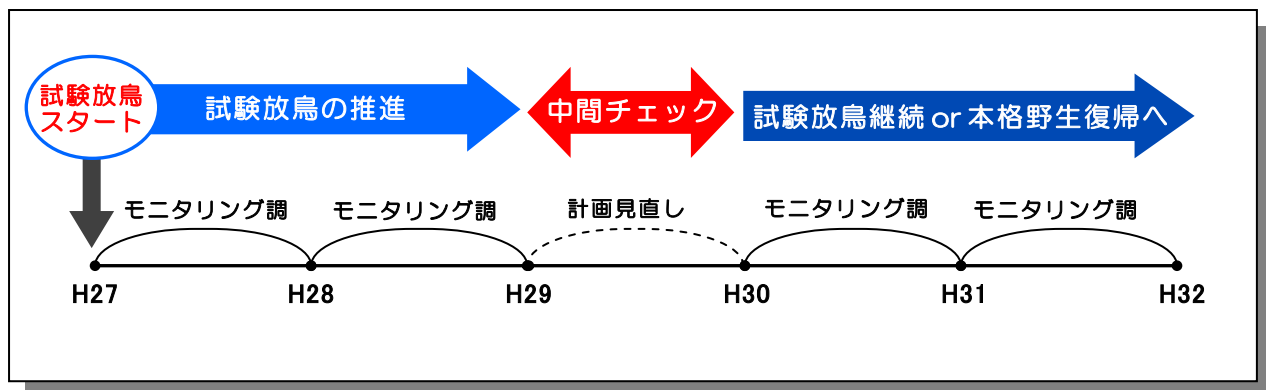 試験放鳥
スタート
試験放鳥の推進
中間チェック
試験放鳥継続 or 本格野生復帰へ
モニタリング調
モニタリング調
計画見直し
モニタリング調
モニタリング調
H27
H28
H29
H30
H31
H32